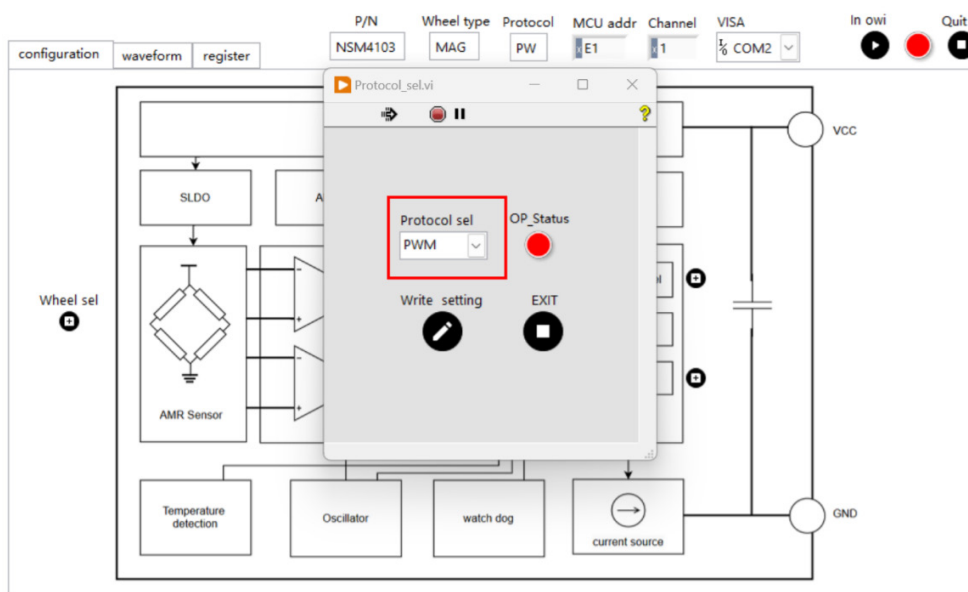 P/N Wheel type Protocol MCU addr Channel VISA In owi Quit
configuration waveform register NSM4103 MAG PW E1 1 COM2
Protocol_sel.vi
VCC
SLDO A
Protocol sel OP_Status
PWM
Wheel sel
Write setting EXIT
AMR Sensor
Temperature
detection
Oscillator
watch dog
current source
GND